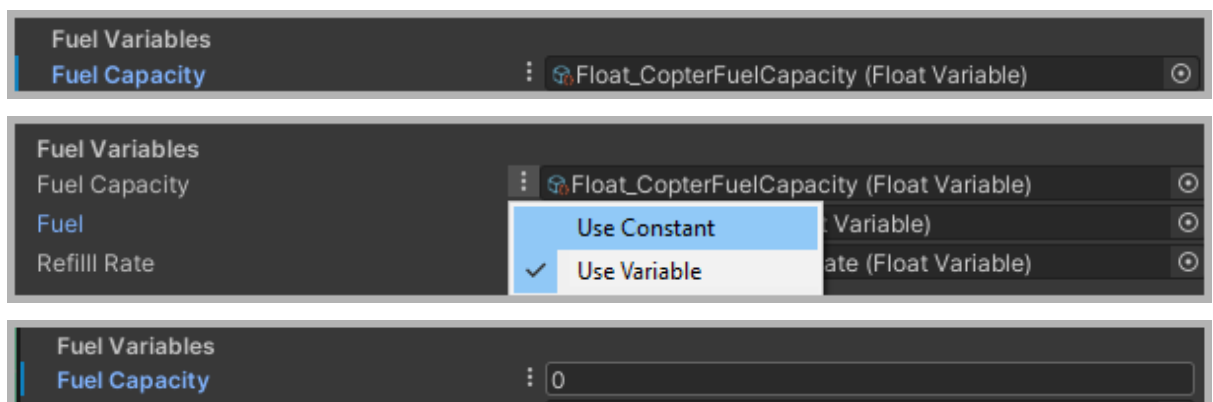 Fuel Variables
Fuel Capacity Float_CopterFuelCapacity (Float Variable)
Fuel Variables
Fuel Capacity Float_CopterFuelCapacity (Float Variable)
Fuel Use Constant Variable)
Refilll Rate Use Variable ate (Float Variable)
Fuel Variables
Fuel Capacity 0